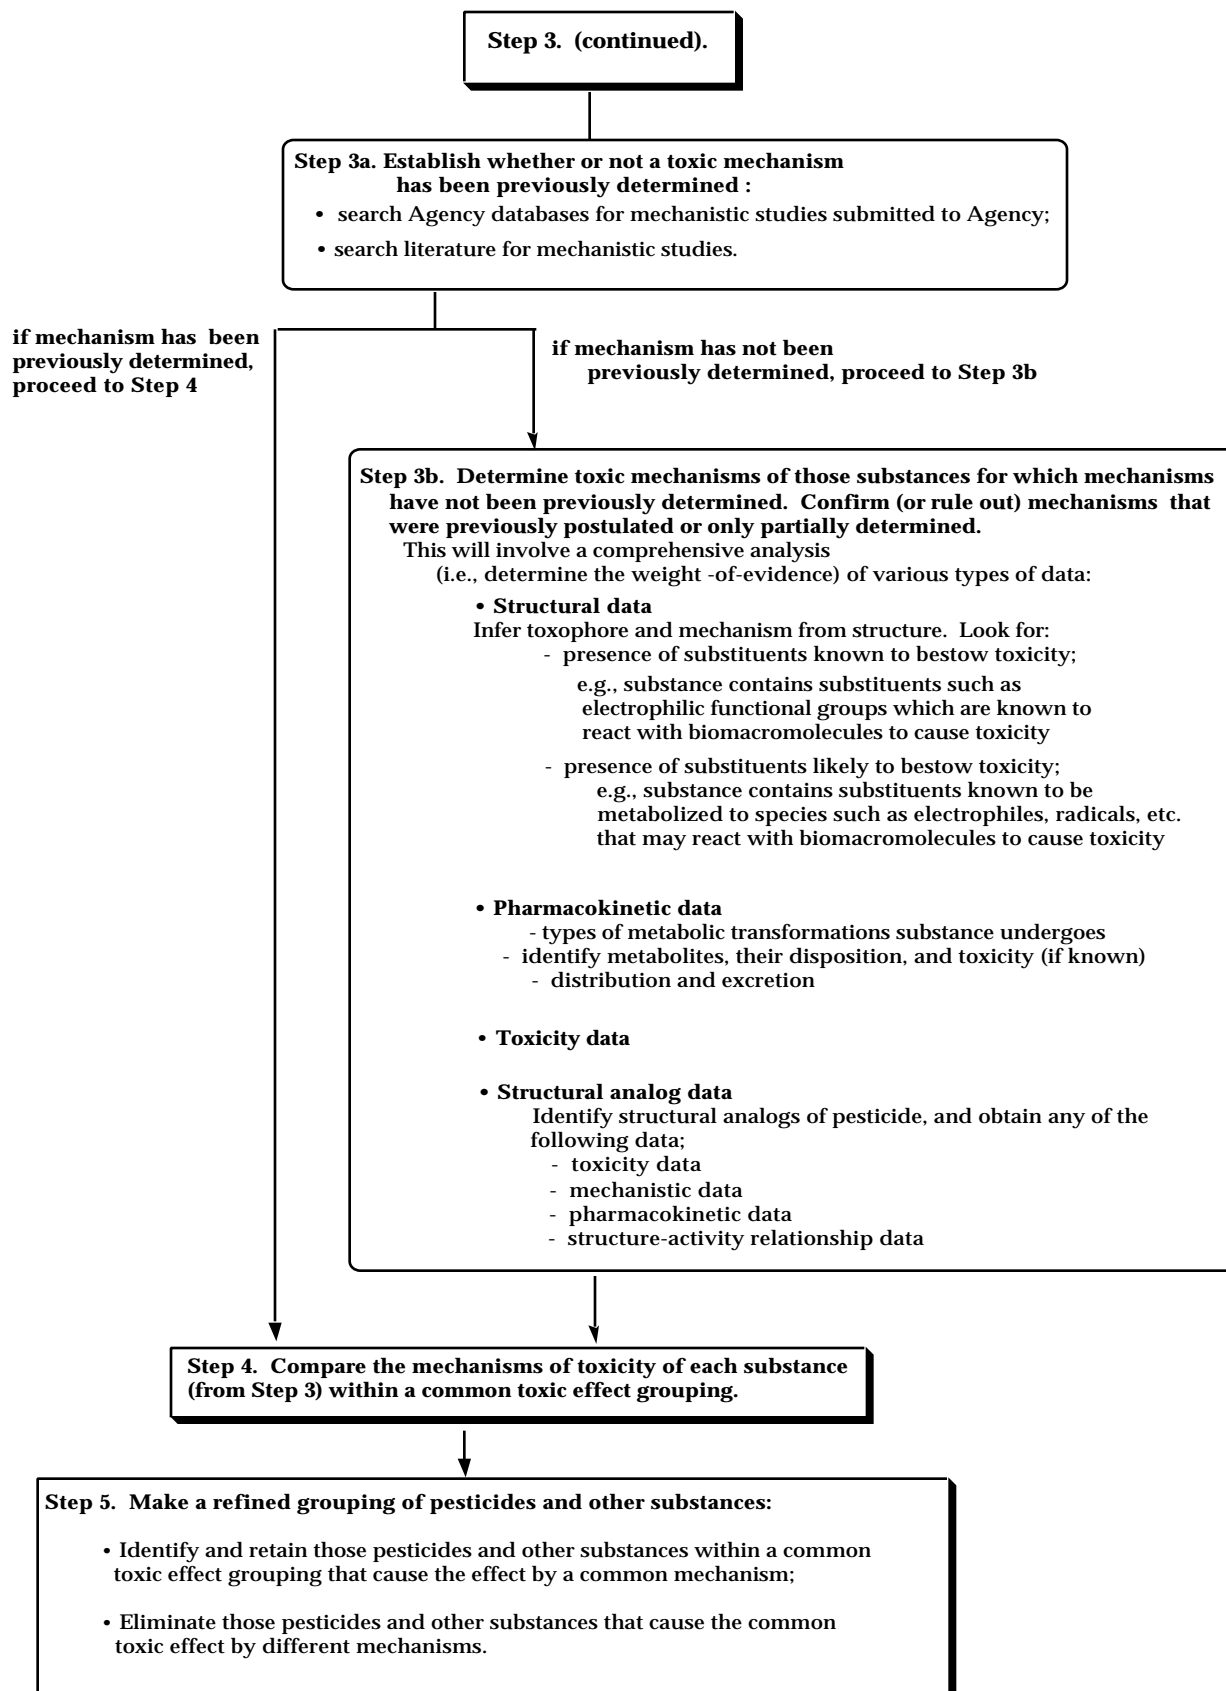 Step 3. (continued).
Step 3a. Establish whether or not a toxic mechanism
has been previously determined :
• search Agency databases for mechanistic studies submitted to Agency;
• search literature for mechanistic studies.
if mechanism has been
previously determined,
proceed to Step 4
if mechanism has not been
previously determined, proceed to Step 3b
Step 3b. Determine toxic mechanisms of those substances for which mechanisms
have not been previously determined. Confirm (or rule out) mechanisms that
were previously postulated or only partially determined.
This will involve a comprehensive analysis
(i.e., determine the weight -of-evidence) of various types of data:
• Structural data
Infer toxophore and mechanism from structure. Look for:
- presence of substituents known to bestow toxicity;
e.g., substance contains substituents such as
electrophilic functional groups which are known to
react with biomacromolecules to cause toxicity
- presence of substituents likely to bestow toxicity;
e.g., substance contains substituents known to be
metabolized to species such as electrophiles, radicals, etc.
that may react with biomacromolecules to cause toxicity
• Pharmacokinetic data
- types of metabolic transformations substance undergoes
- identify metabolites, their disposition, and toxicity (if known)
- distribution and excretion
• Toxicity data
• Structural analog data
Identify structural analogs of pesticide, and obtain any of the
following data;
- toxicity data
- mechanistic data
- pharmacokinetic data
- structure-activity relationship data
Step 4. Compare the mechanisms of toxicity of each substance
(from Step 3) within a common toxic effect grouping.
Step 5. Make a refined grouping of pesticides and other substances:
• Identify and retain those pesticides and other substances within a common
toxic effect grouping that cause the effect by a common mechanism;
• Eliminate those pesticides and other substances that cause the common
toxic effect by different mechanisms.